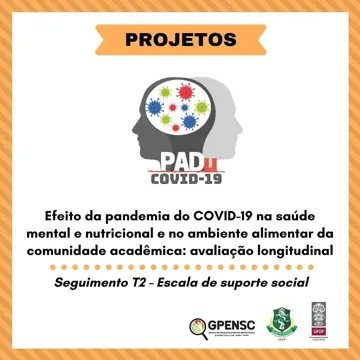 PROJETOS
PADu
COVID-19
Efeito da pandemia do COVID-19 na saúde
mental e nutricional e no ambiente alimentar da
comunidade acadêmica: avaliação longitudinal
Seguimento T2 - Escala de suporte social
GPENSC